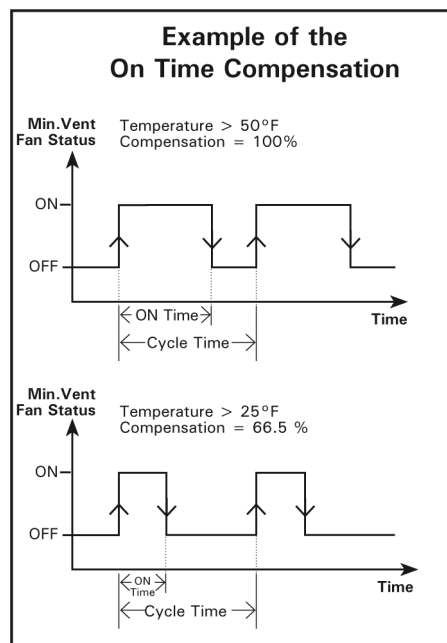 Example of the
On Time Compensation
Min.Vent
Fan Status
Temperature > 50°F
Compensation = 100%
ON
OFF
ON Time
Time
Cycle Time
Min.Vent
Fan Status
Temperature > 25°F
Compensation = 66.5 %
ON
OFF
ON
Time
Time
Cycle Time